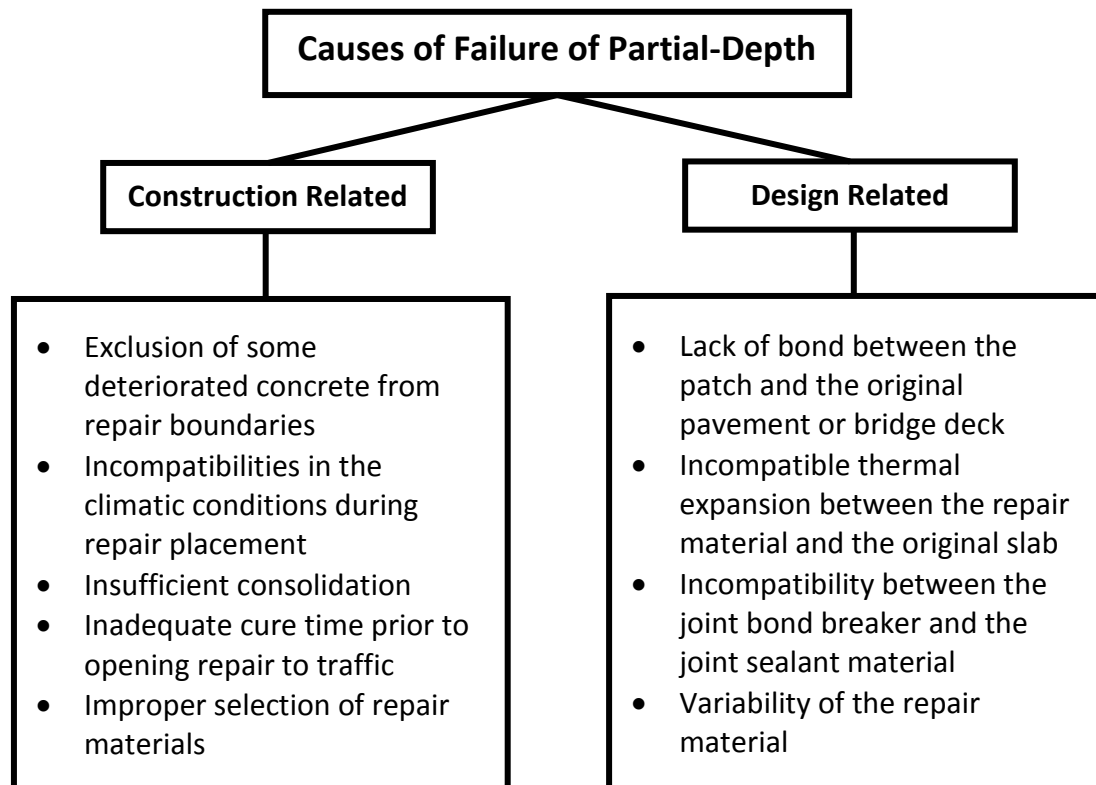 Causes of Failure of Partial-Depth
Construction Related
Design Related
• Exclusion of some
deteriorated concrete from
repair boundaries
• Incompatibilities in the
climatic conditions during
repair placement
• Insufficient consolidation
• Inadequate cure time prior to
opening repair to traffic
• Improper selection of repair
materials
• Lack of bond between the
patch and the original
pavement or bridge deck
• Incompatible thermal
expansion between the repair
material and the original slab
• Incompatibility between the
joint bond breaker and the
joint sealant material
• Variability of the repair
material